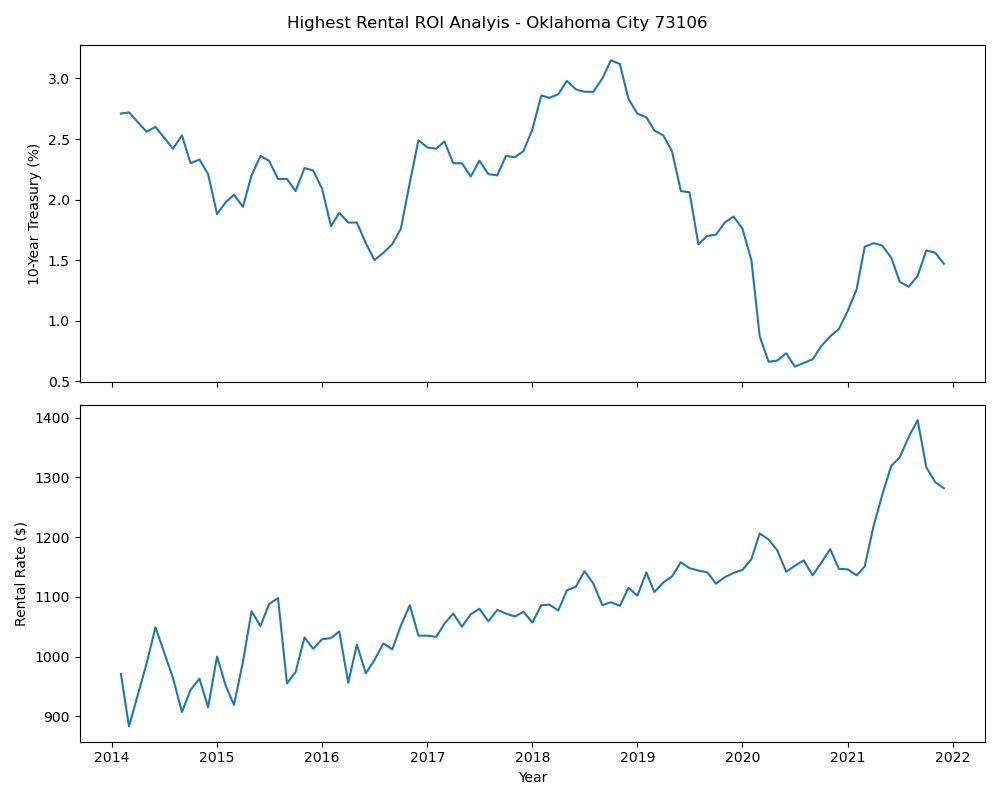 Highest Rental ROI Analyis - Oklahoma City 73106
3.0
2.5
2.0
1.5
1.0
0.5
10-Year Treasury (%)
1400
1300
1200
1100
1000
900
Rental Rate ($)
2014 2015 2016 2017 2018 2019 2020 2021 2022
Year